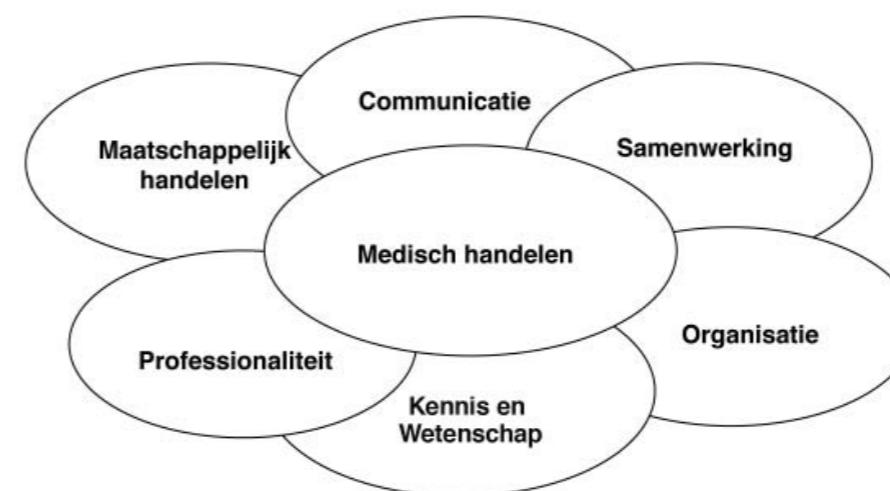 Communicatie
Maatschappelijk
handelen
Samenwerking
Medisch handelen
Organisatie
Professionaliteit
Kennis en
Wetenschap